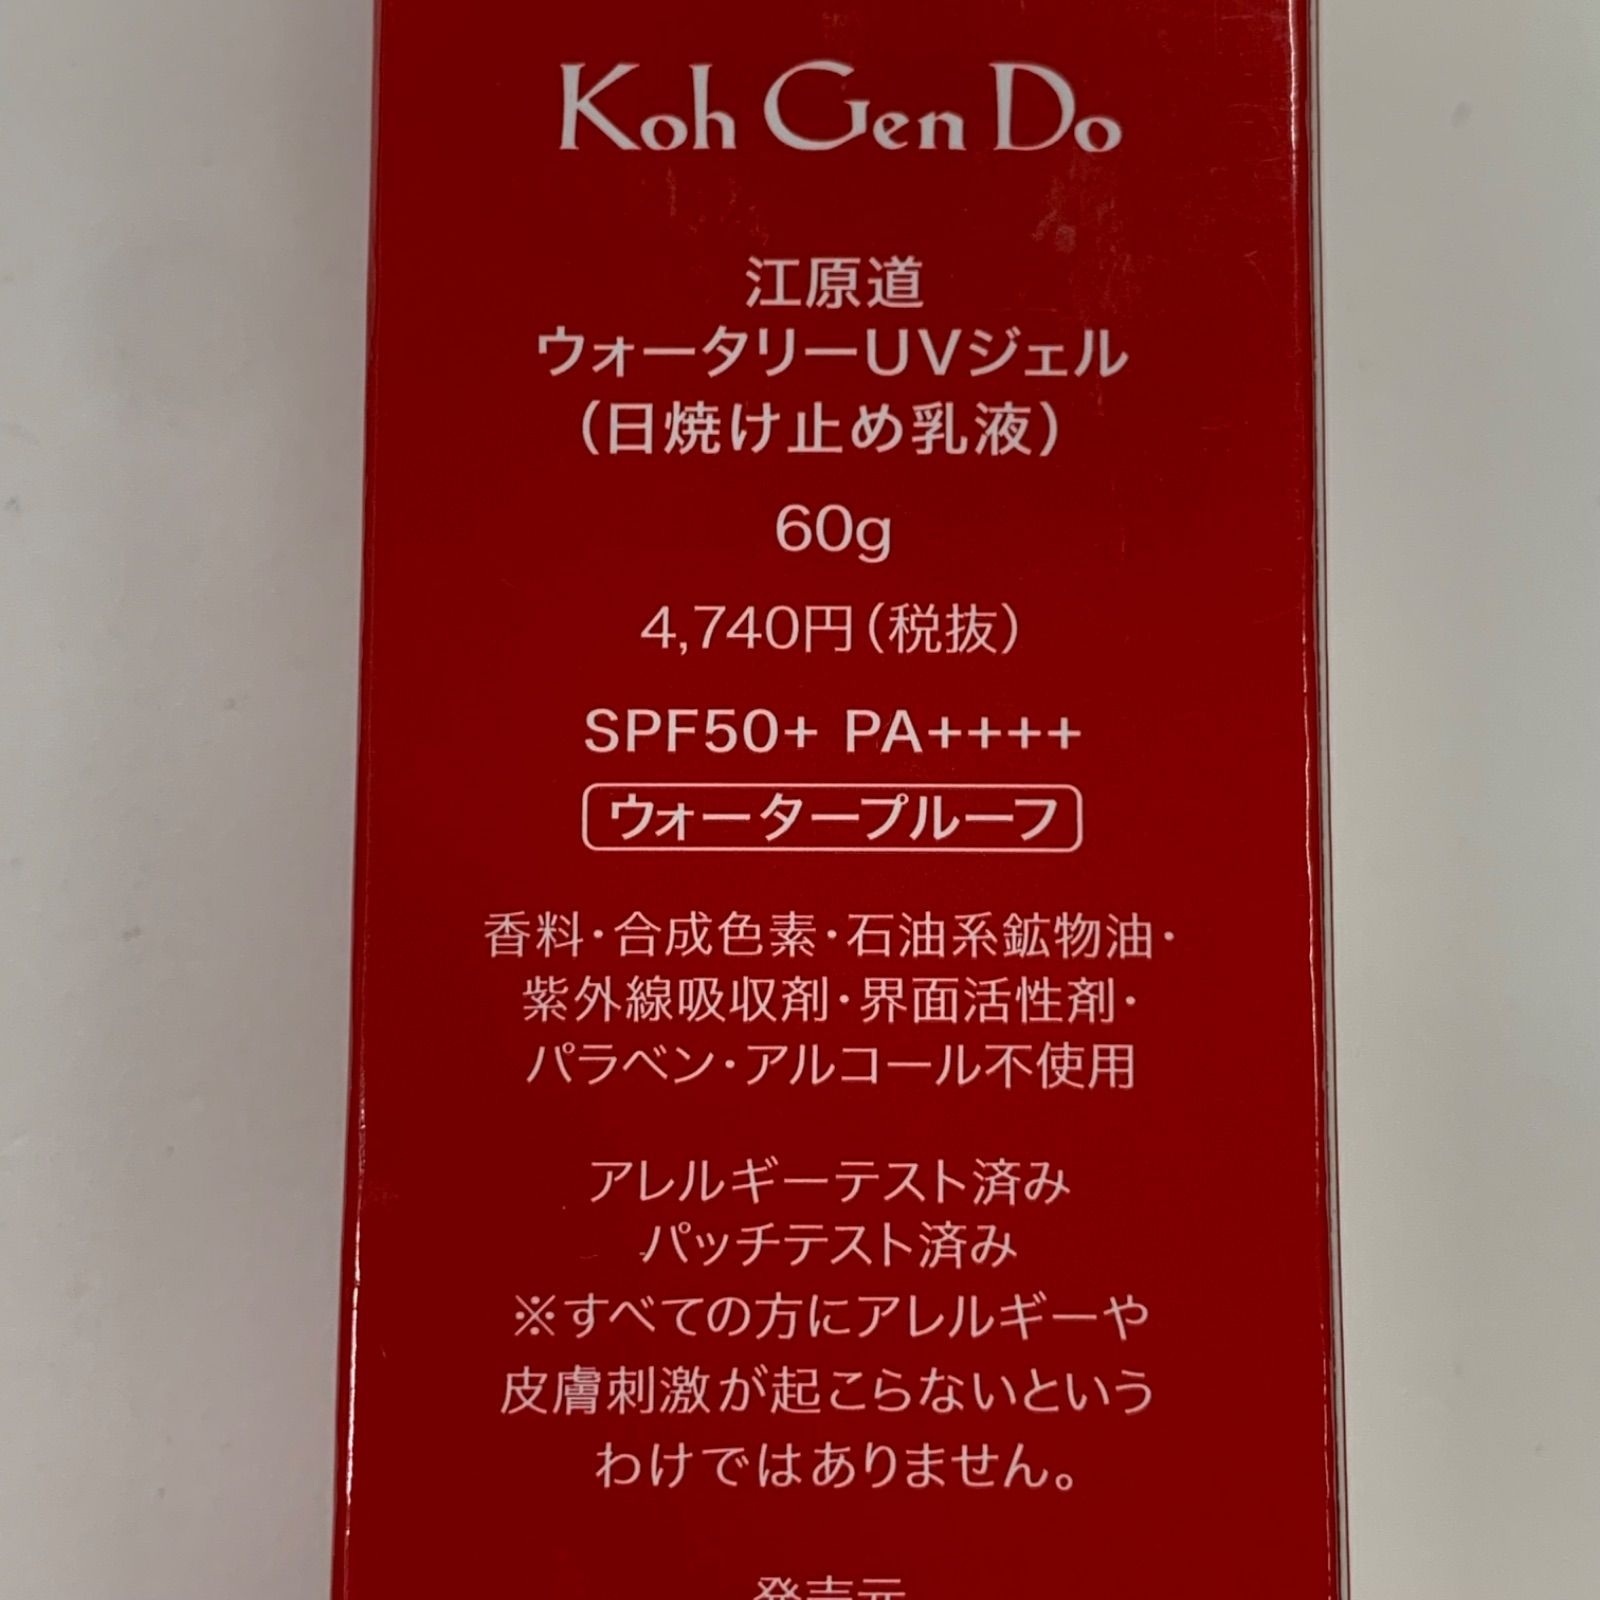 Koh Gen Do
江原道
ウォータリーUVジェル
（日焼け止め乳液）
60g
4,740円（税抜）
SPF50+ PA++++
ウォータープルーフ
香料・合成色素・石油系鉱物油・
紫外線吸収剤・界面活性剤・
パラベン・アルコール不使用
アレルギーテスト済み
パッチテスト済み
※すべての方にアレルギーや
皮膚刺激が起こらないという
わけではありません。
発売元